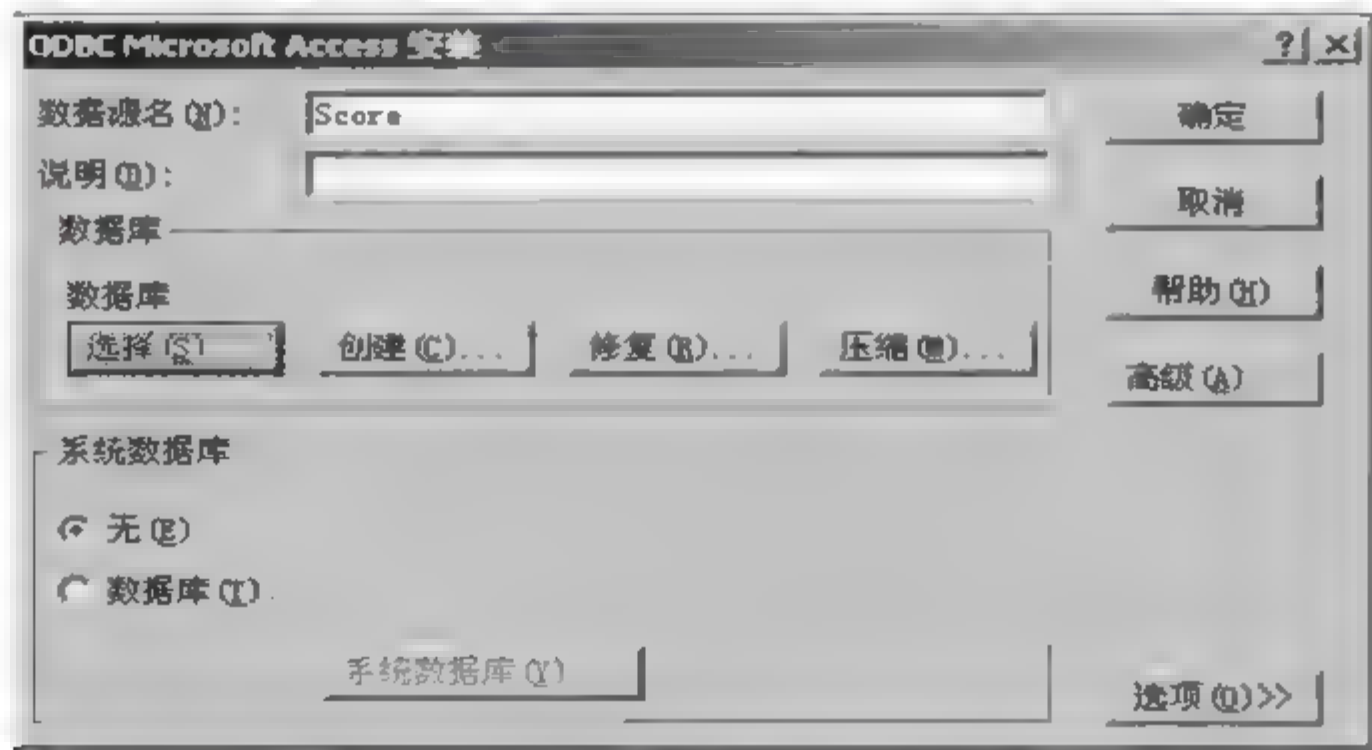 ODBC Microsoft Access 安装
数据源名(N): Score 确定
说明(D):
取消
数据库
数据库
帮助(H)
选择(S) 创建(C)... 修复(R)... 压缩(M)...
高级(A)
系统数据库
无(E)
数据库(T)
系统数据库(Y)
选项(O)>>